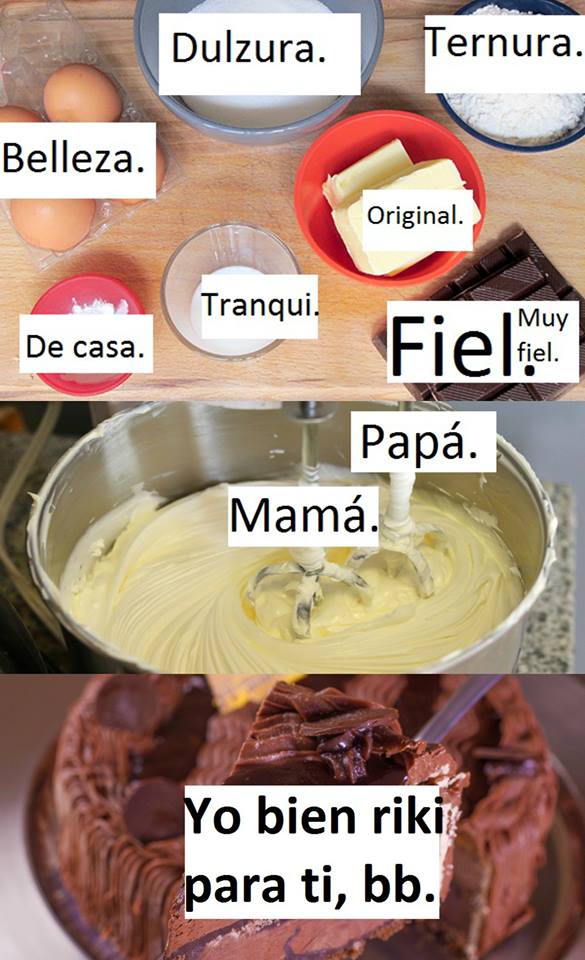 Dulzura.
Ternura.
Belleza.
Original.
Tranqui.
De casa.
Fiel.
Muy
fiel.
Papá.
Mamá.
Yo bien riki
para ti, bb.